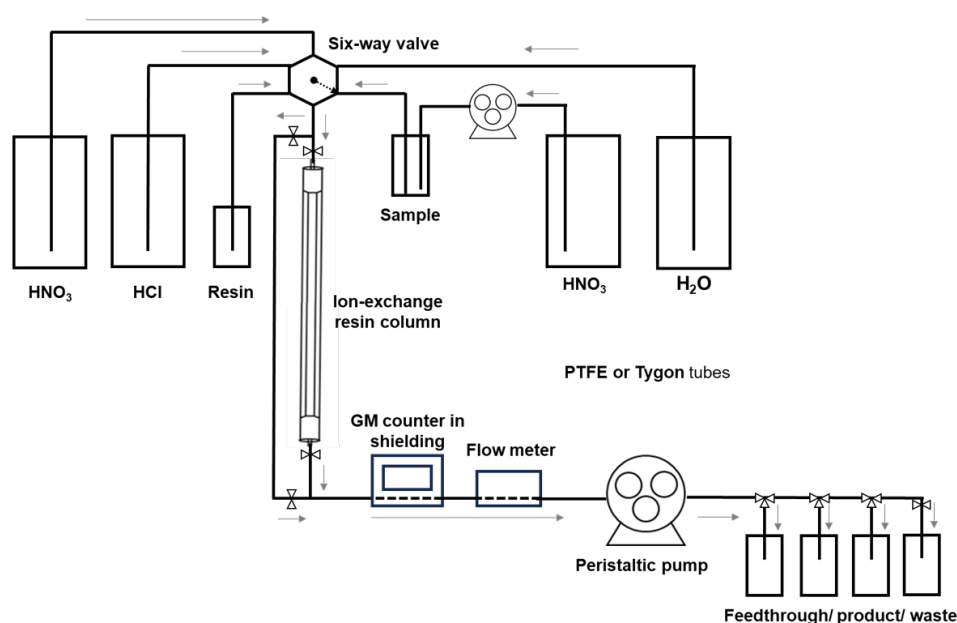 Six-way valve
Sample
HNO₃
HCl
Resin
HNO₃
H₂O
Ion-exchange
resin column
PTFE or Tygon tubes
GM counter in
shielding
Flow meter
Peristaltic pump
Feedthrough/ product/ waste